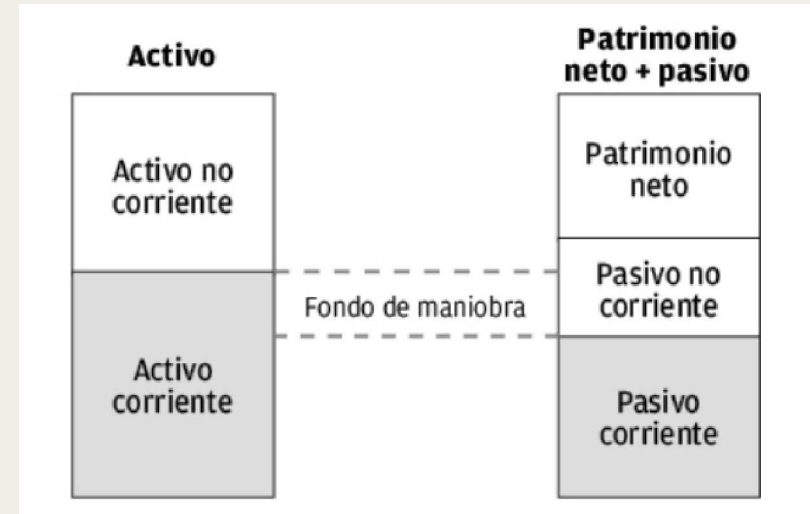 Activo
Patrimonio
neto + pasivo
Activo no
corriente
Patrimonio
neto
Pasivo no
corriente
Fondo de maniobra
Activo
corriente
Pasivo
corriente